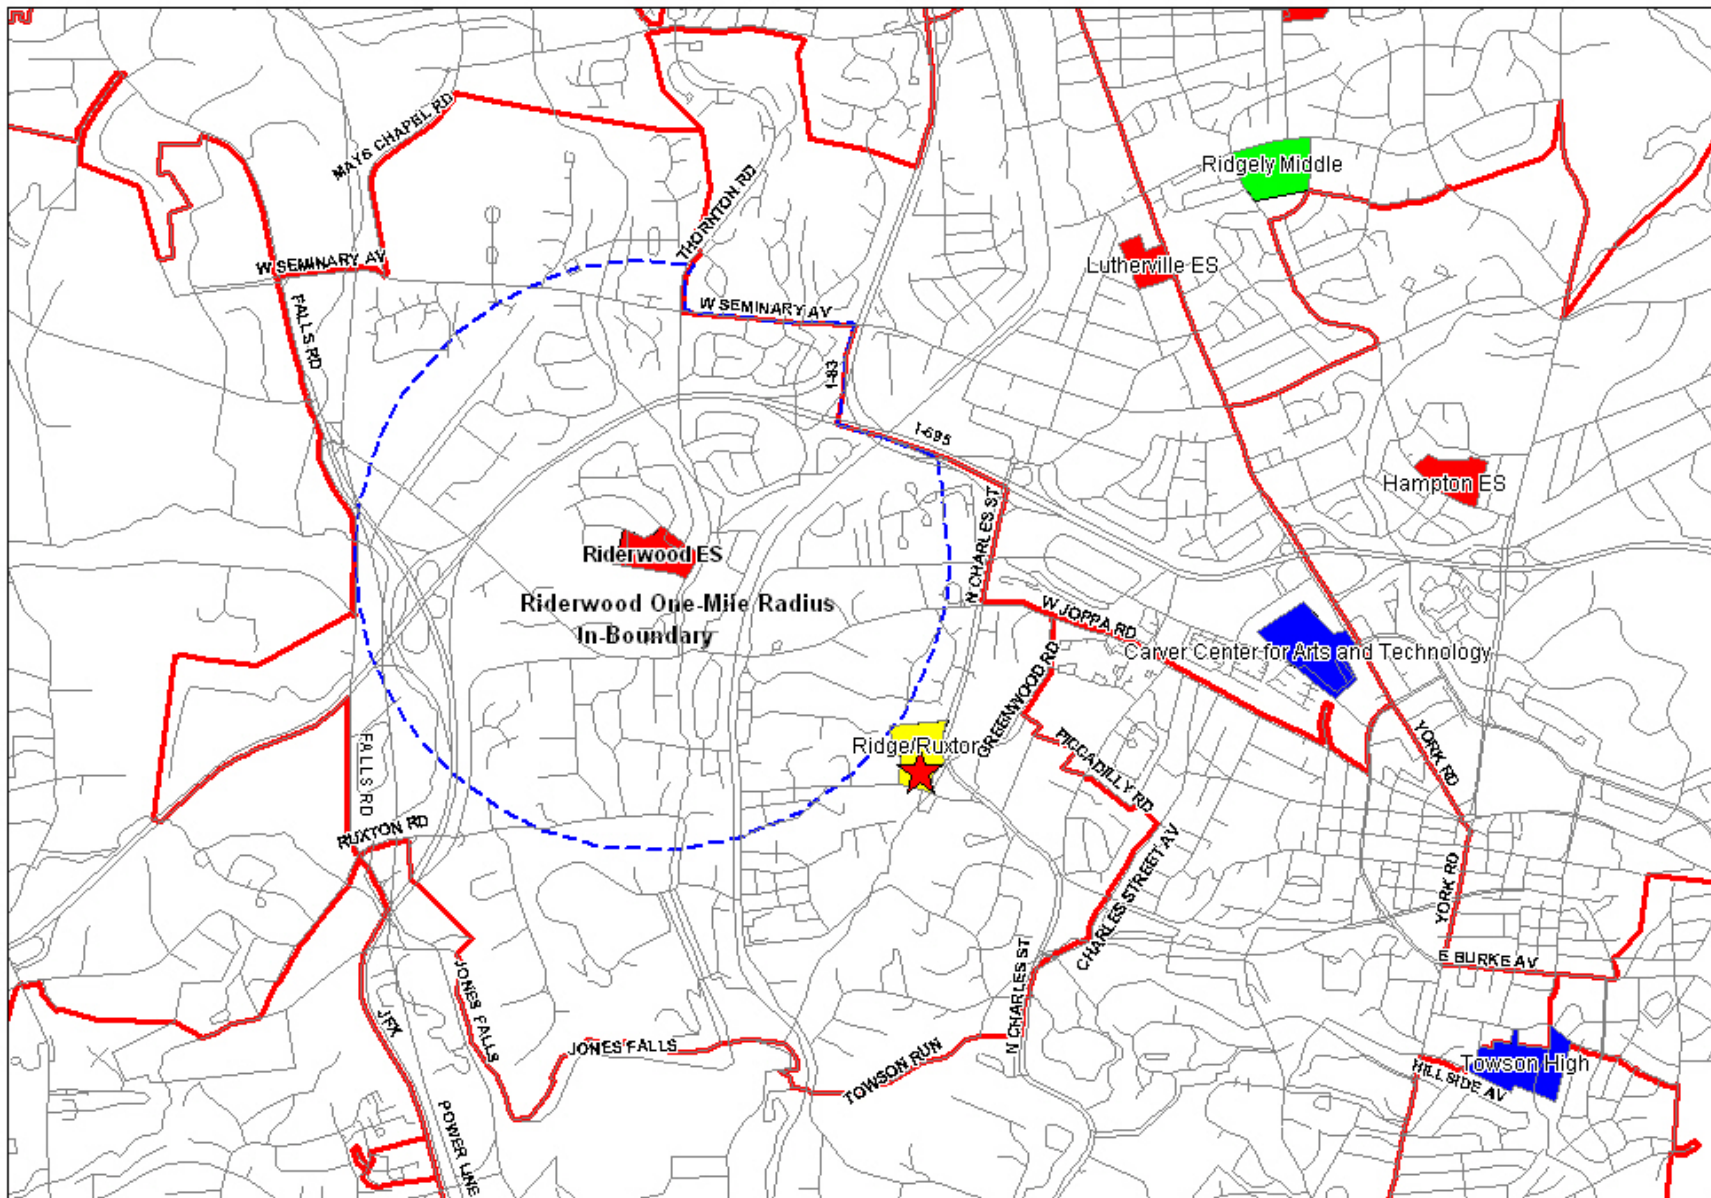 MAYS CHAPEL RD
THORNTON RD
Ridgely Middle
W SEMINARY AV
Lutherville ES
W SEMINARY AV
FALLS RD
I-83
I-695
Hampton ES
N CHARLES ST
Riderwood ES
Riderwood One-Mile Radius
In-Boundary
W JOPPA RD
Carver Center for Arts and Technology
GREENWOOD RD
Ridge/Ruxton
PICCADILLY RD
YORK RD
FALLS RD
RUXTON RD
CHARLES STREET AV
YORK RD
E BURKE AV
N CHARLES ST
JONES FALLS
JFX
JONES FALLS
TOWSON RUN
Towson High
HILLSIDE AV
POWER LINE